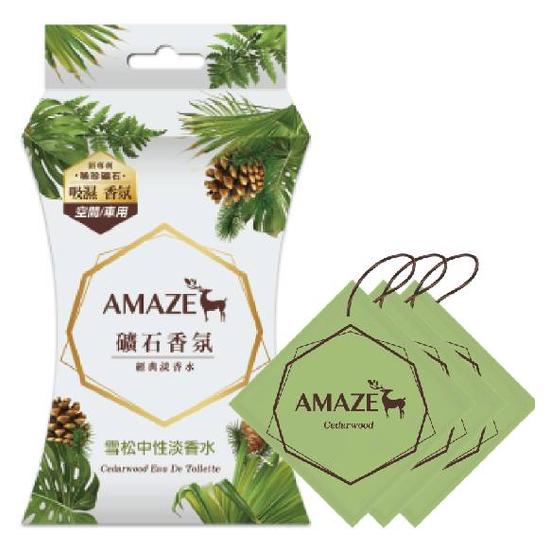 新專利
嗪珍礦石
吸濕 香氛
空間/車用
AMAZE
礦石香氛
經典淡香水
雪松中性淡香水
Cedarwood Eau De Toilette
AMAZE
Cedarwood